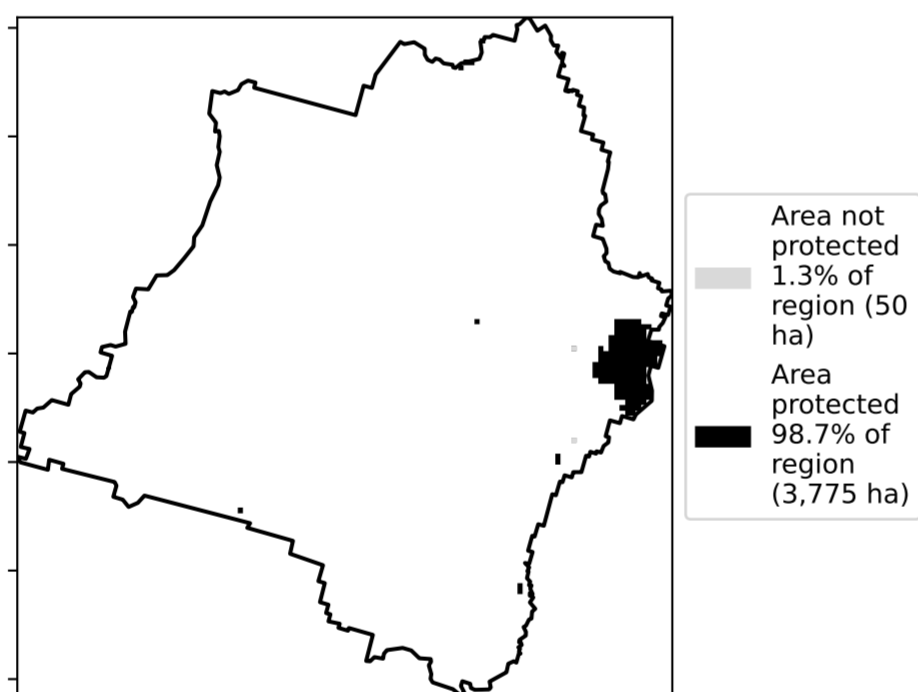 Area not
protected
1.3% of
region (50
ha)
Area
protected
98.7% of
region
(3,775 ha)